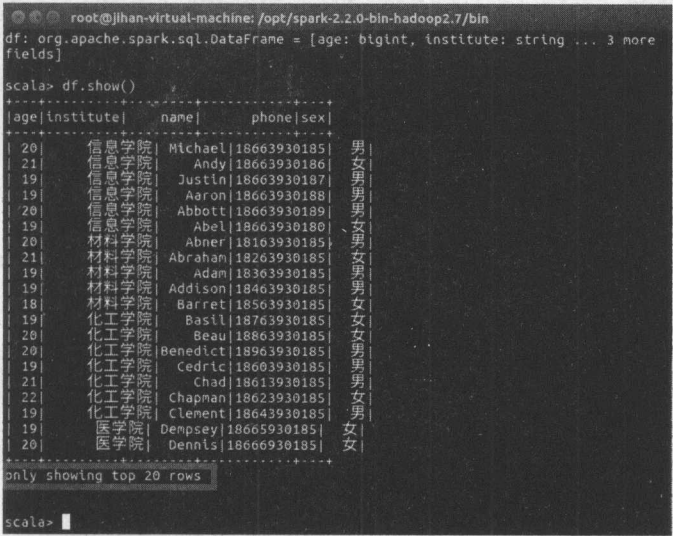 root@jihan-virtual-machine: /opt/spark-2.2.0-bin-hadoop2.7/bin
df: org.apache.spark.sql.DataFrame = [age: bigint, institute: string ... 3 more
fields]
scala> df.show()
+---+---------+---------+-----------+---+
|age|institute|     name|      phone|sex|
+---+---------+---------+-----------+---+
| 20|     信息学院|  Michael|18663930185|  男|
| 21|     信息学院|     Andy|18663930186|  女|
| 19|     信息学院|   Justin|18663930187|  男|
| 19|     信息学院|    Aaron|18663930188|  男|
| 20|     信息学院|   Abbott|18663930189|  男|
| 19|     信息学院|     Abel|18663930180|  女|
| 20|     材料学院|    Abner|18163930185|  男|
| 21|     材料学院|  Abraham|18263930185|  女|
| 19|     材料学院|     Adam|18363930185|  男|
| 19|     材料学院|  Addison|18463930185|  男|
| 18|     材料学院|   Barret|18563930185|  女|
| 19|     化工学院|    Basil|18763930185|  女|
| 20|     化工学院|     Beau|18863930185|  女|
| 20|     化工学院| Benedict|18963930185|  男|
| 19|     化工学院|   Cedric|18603930185|  男|
| 21|     化工学院|     Chad|18613930185|  男|
| 22|     化工学院|  Chapman|18623930185|  女|
| 19|     化工学院|  Clement|18643930185|  男|
| 19|      医学院|  Dempsey|18665930185|  女|
| 20|      医学院|   Dennis|18666930185|  女|
+---+---------+---------+-----------+---+
only showing top 20 rows
scala>